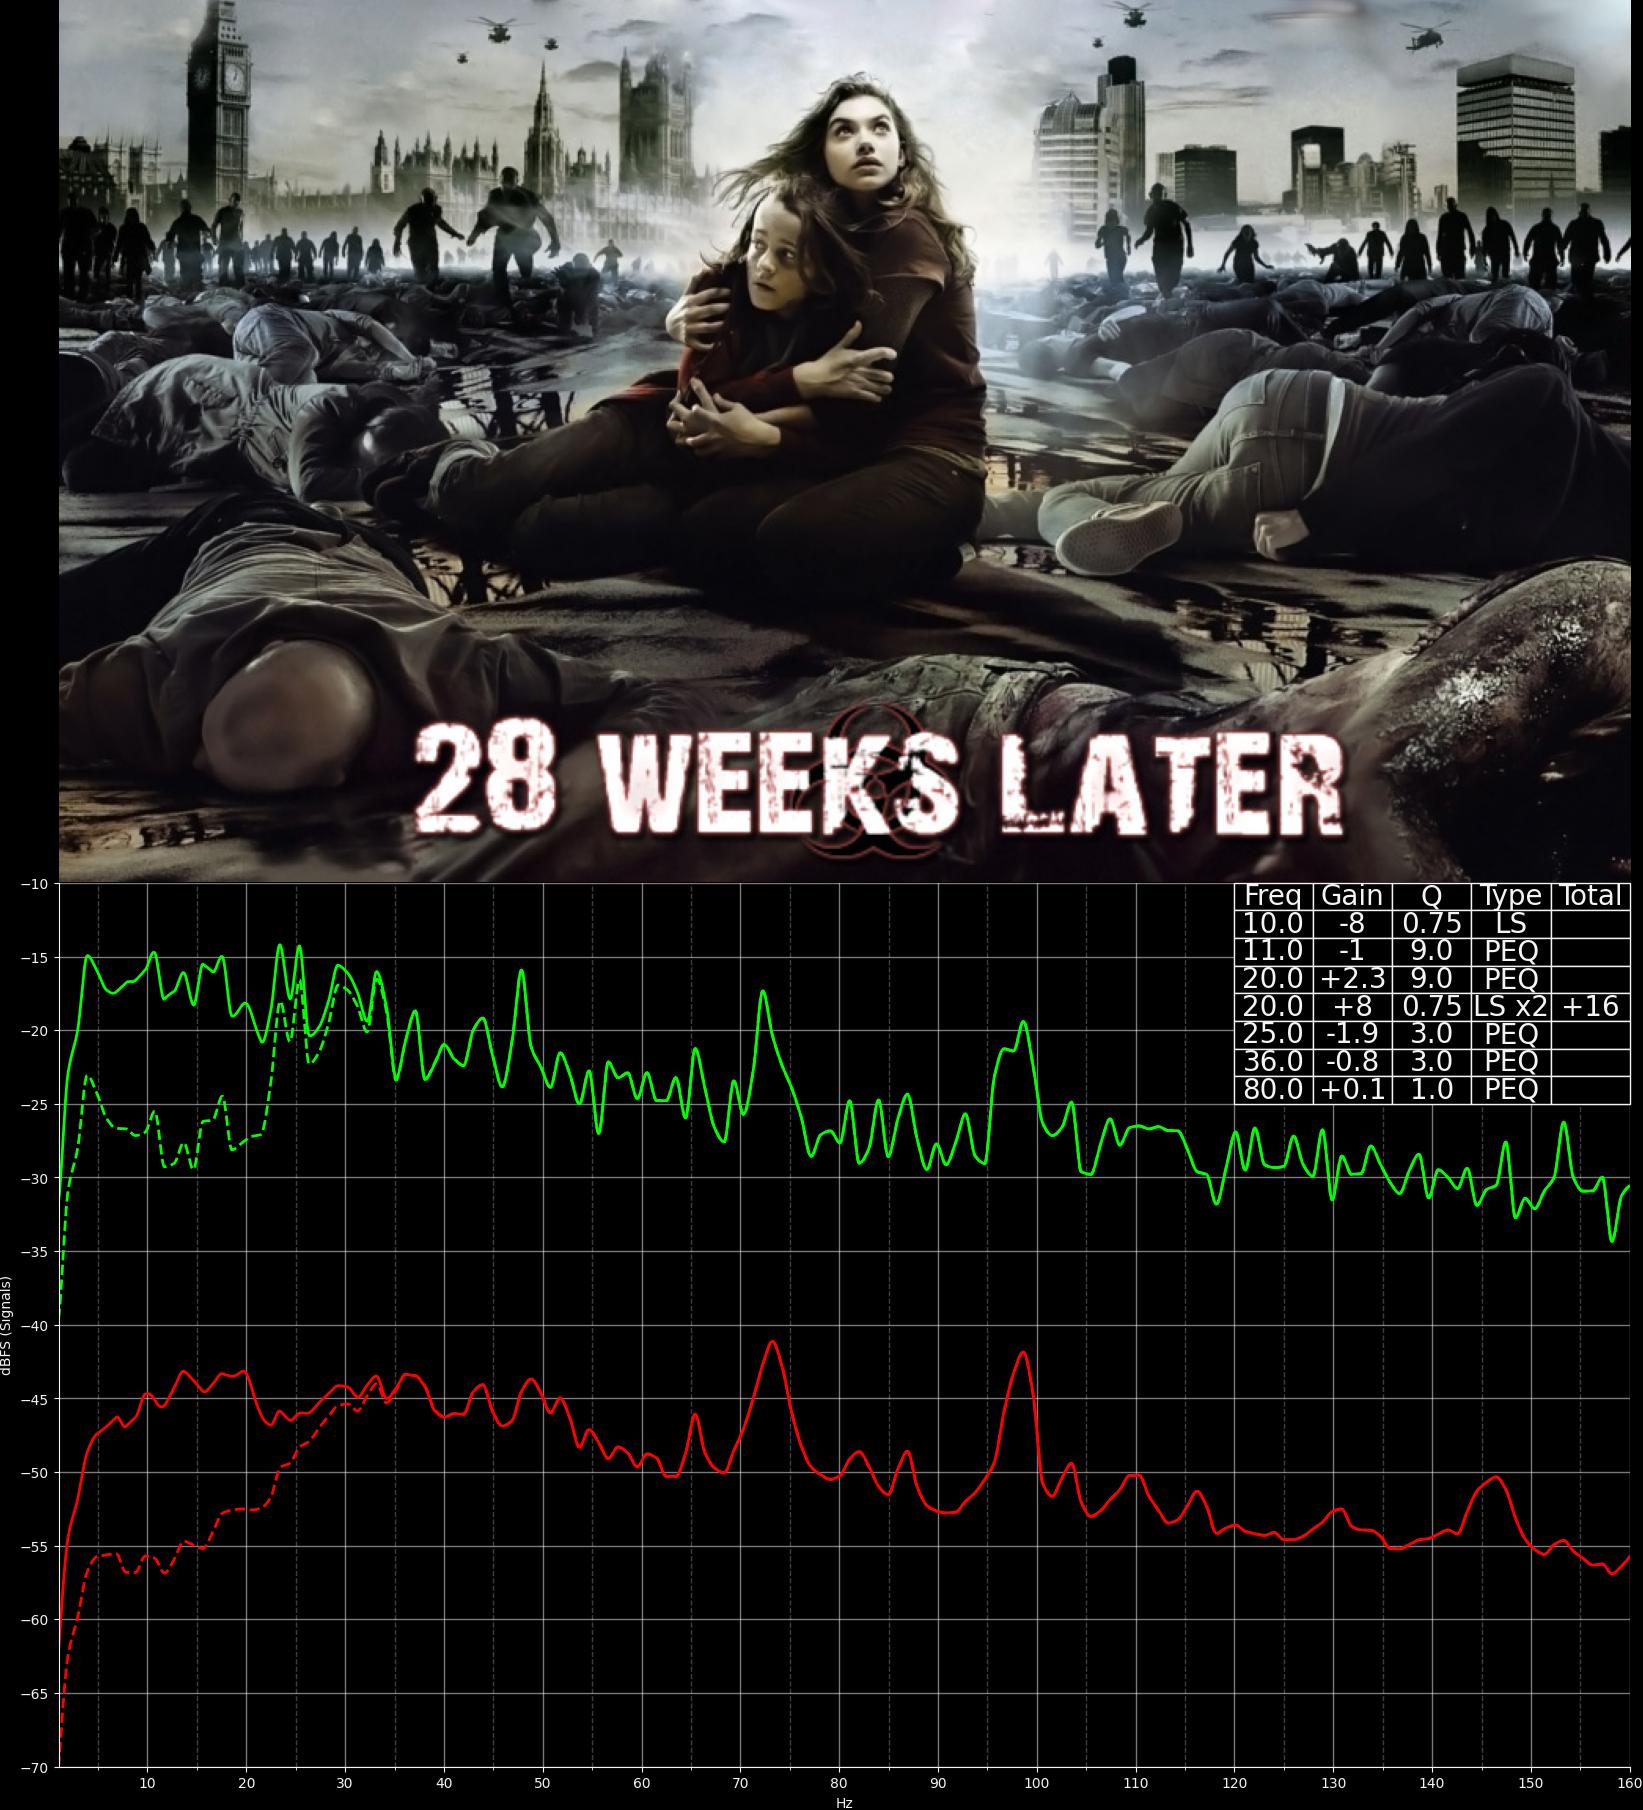 28 WEEKS LATER
Freq Gain Q Type Total
10.0 -8 0.75 LS
11.0 -1 9.0 PEQ
20.0 +2.3 9.0 PEQ
20.0 +8 0.75 LS x2 +16
25.0 -1.9 3.0 PEQ
36.0 -0.8 3.0 PEQ
80.0 +0.1 1.0 PEQ
−10
−15
−20
−25
−30
−35
−40
−45
−50
−55
−60
−65
−70
dBFS (Signals)
10 20 30 40 50 60 70 80 90 100 110 120 130 140 150 160
Hz